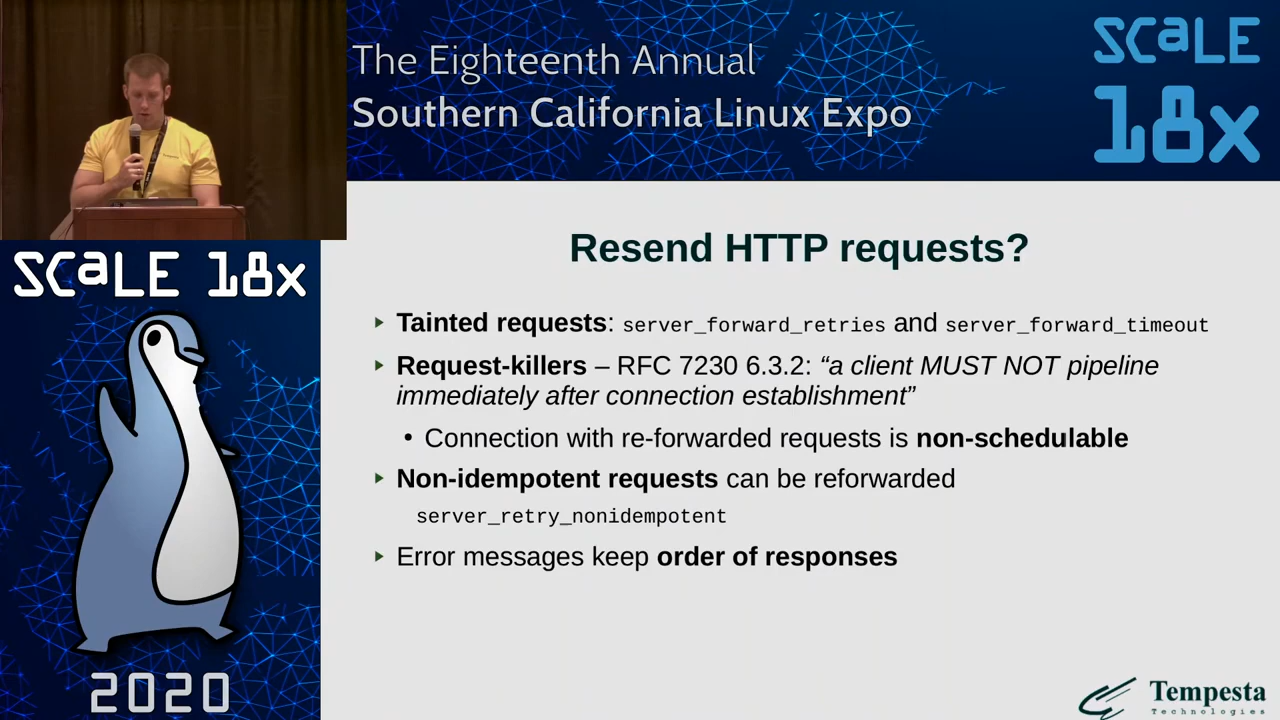 The Eighteenth Annual
Southern California Linux Expo
SCALE
18x
SCALE 18x
2020
Resend HTTP requests?
Tainted requests: server_forward_retries and server_forward_timeout
Request-killers – RFC 7230 6.3.2: “a client MUST NOT pipeline
immediately after connection establishment”
• Connection with re-forwarded requests is non-schedulable
Non-idempotent requests can be reforwarded
server_retry_nonidempotent
Error messages keep order of responses
Tempesta
Technologies